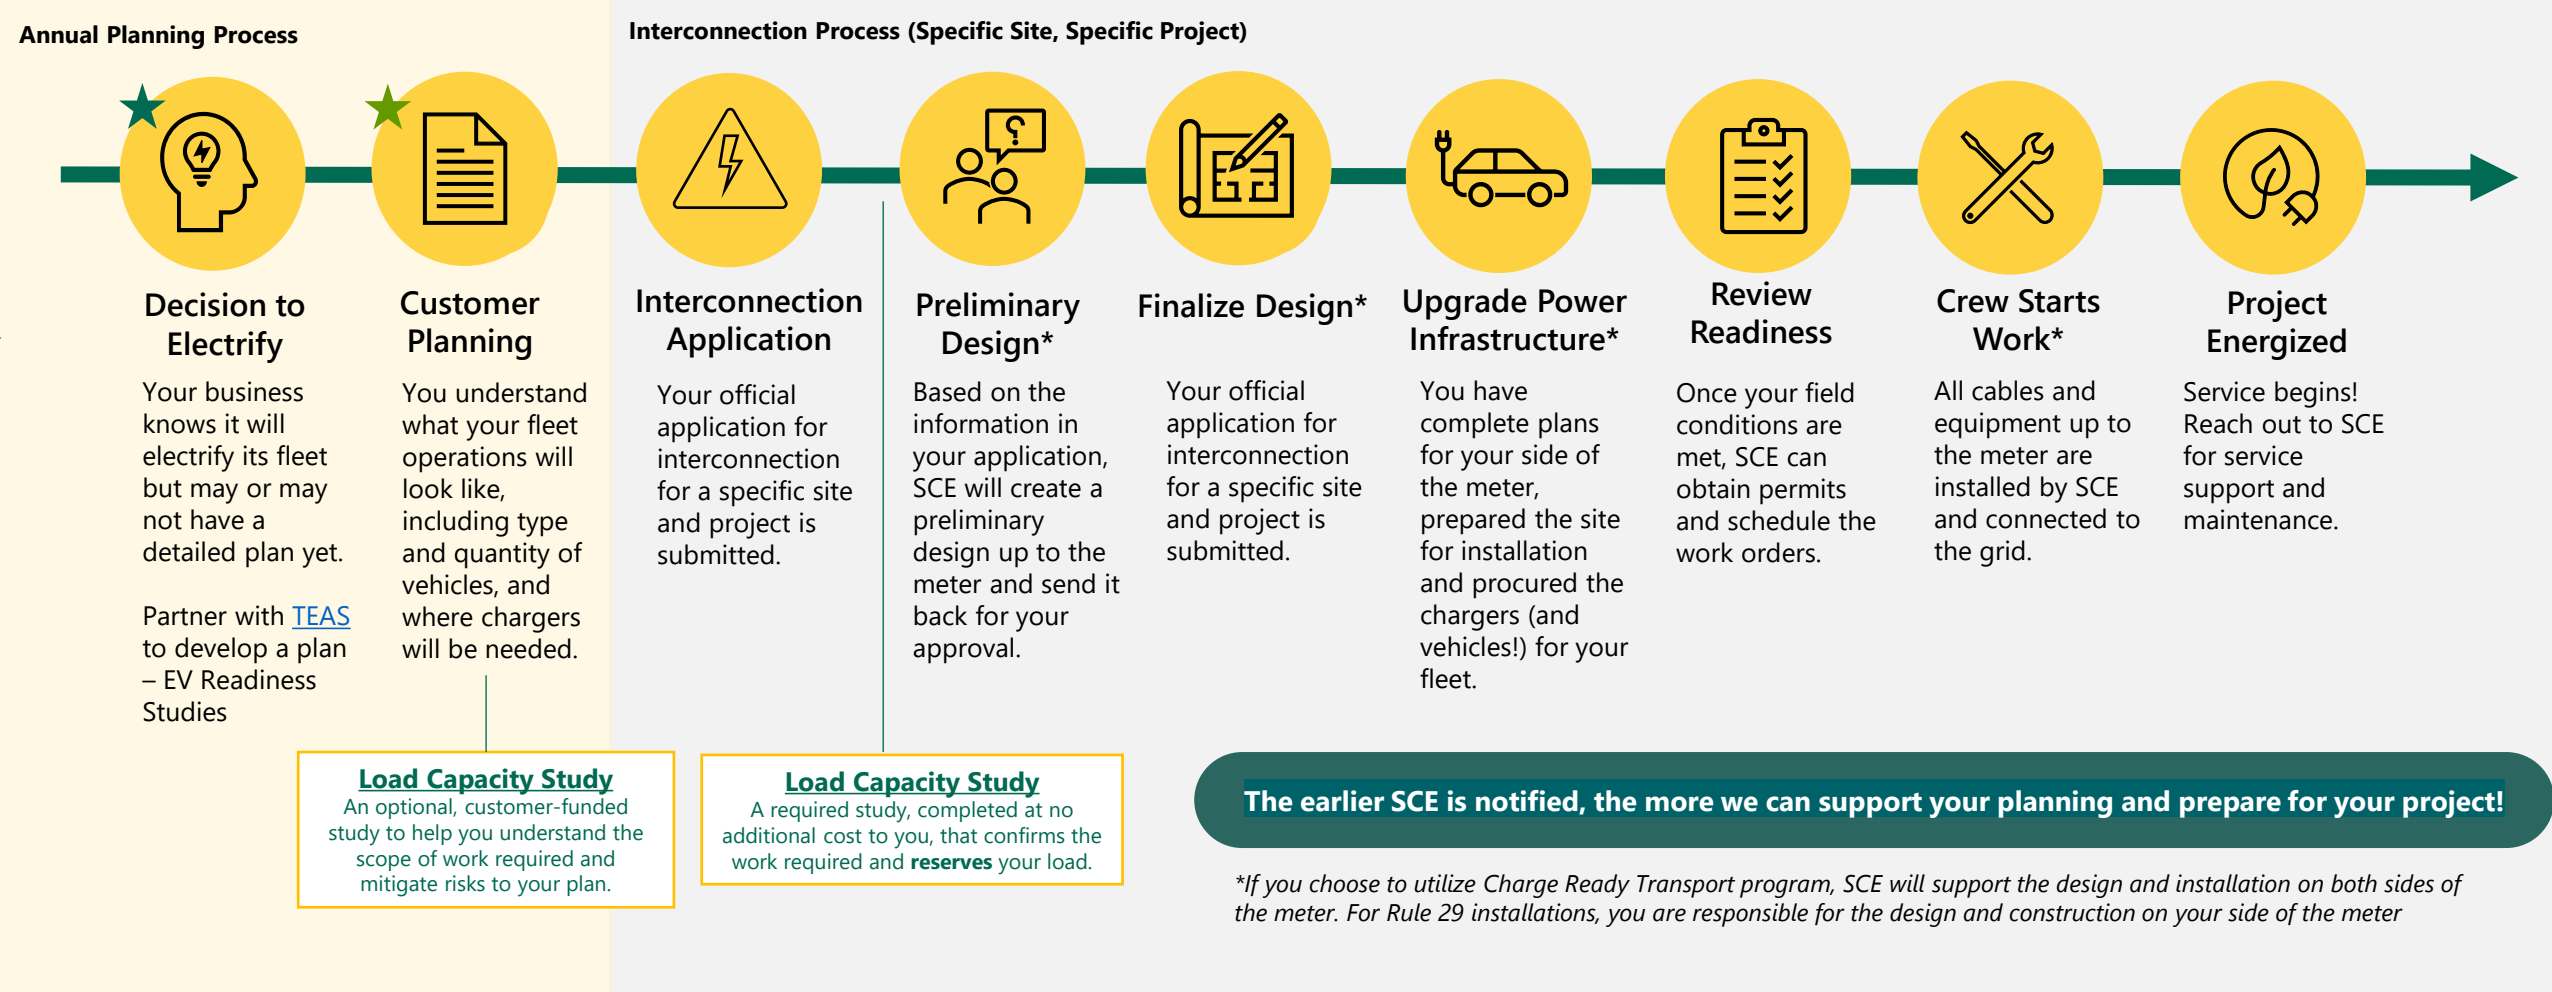 Annual Planning Process
Interconnection Process (Specific Site, Specific Project)
Decision to
Electrify
Your business
knows it will
electrify its fleet
but may or may
not have a
detailed plan yet.
Partner with TEAS
to develop a plan
– EV Readiness
Studies
Customer
Planning
You understand
what your fleet
operations will
look like,
including type
and quantity of
vehicles, and
where chargers
will be needed.
Load Capacity Study
An optional, customer-funded
study to help you understand the
scope of work required and
mitigate risks to your plan.
Interconnection
Application
Your official
application for
interconnection
for a specific site
and project is
submitted.
Load Capacity Study
A required study, completed at no
additional cost to you, that confirms the
work required and reserves your load.
Preliminary
Design*
Based on the
information in
your application,
SCE will create a
preliminary
design up to the
meter and send it
back for your
approval.
Finalize Design*
Your official
application for
interconnection
for a specific site
and project is
submitted.
Upgrade Power
Infrastructure*
You have
complete plans
for your side of
the meter,
prepared the site
for installation
and procured the
chargers (and
vehicles!) for your
fleet.
Review
Readiness
Once your field
conditions are
met, SCE can
obtain permits
and schedule the
work orders.
Crew Starts
Work*
All cables and
equipment up to
the meter are
installed by SCE
and connected to
the grid.
Project
Energized
Service begins!
Reach out to SCE
for service
support and
maintenance.
The earlier SCE is notified, the more we can support your planning and prepare for your project!
*If you choose to utilize Charge Ready Transport program, SCE will support the design and installation on both sides of
the meter. For Rule 29 installations, you are responsible for the design and construction on your side of the meter